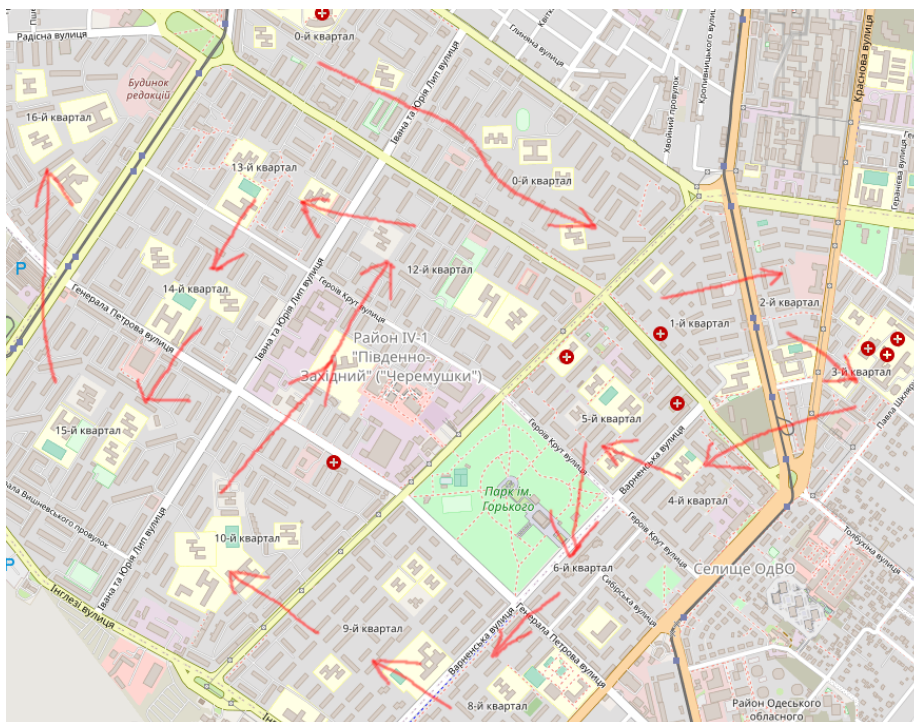 Радісна вулиця
0-й квартал
Глиняна вулиця
Будинок
редакцій
16-й квартал
Івана та Юрія Лип вулиця
Хвойний провулок
Кропивницького вулиця
Краснова вулиця
Геранієва вулиця
13-й квартал
0-й квартал
P
14-й квартал
12-й квартал
Генерала Петрова вулиця
Героїв Крут вулиця
Івана та Юрія Лип вулиця
2-й квартал
1-й квартал
Район IV-1
"Південно-
Західний" ("Черемушки")
3-й квартал
15-й квартал
5-й квартал
Героїв Крут вулиця
Варненська вулиця
Парк ім.
Горького
4-й квартал
10-й квартал
Івана та Юрія Лип вулиця
Героїв Крут вулиця
Толбухіна вулиця
P
6-й квартал
Селище ОдВО
Сибірська вулиця
Інглезі вулиця
9-й квартал
Генерала Петрова вулиця
Варненська вулиця
8-й квартал
Район Одеського
обласного